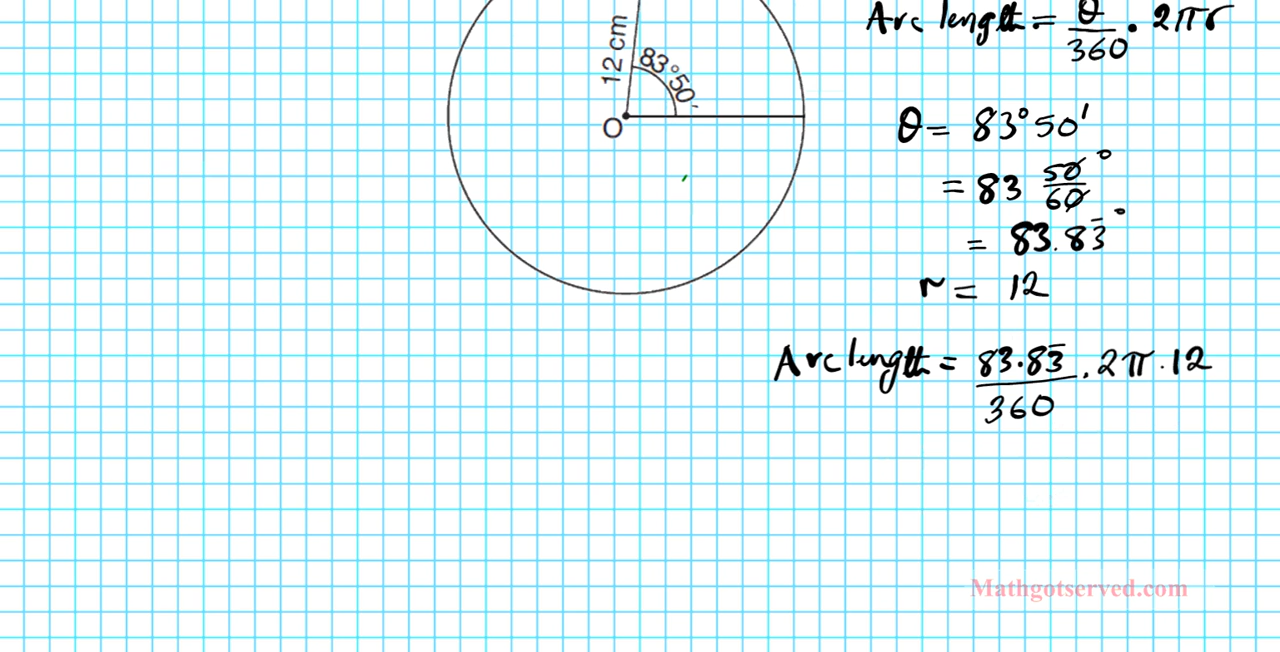 Arc length = θ/360 · 2πr
12 cm
83°50'
O
θ = 83°50'
= 83 50/60°
= 83.83̅°
r = 12
Arc length = 83.83̅/360 · 2π · 12
Mathgotserved.com